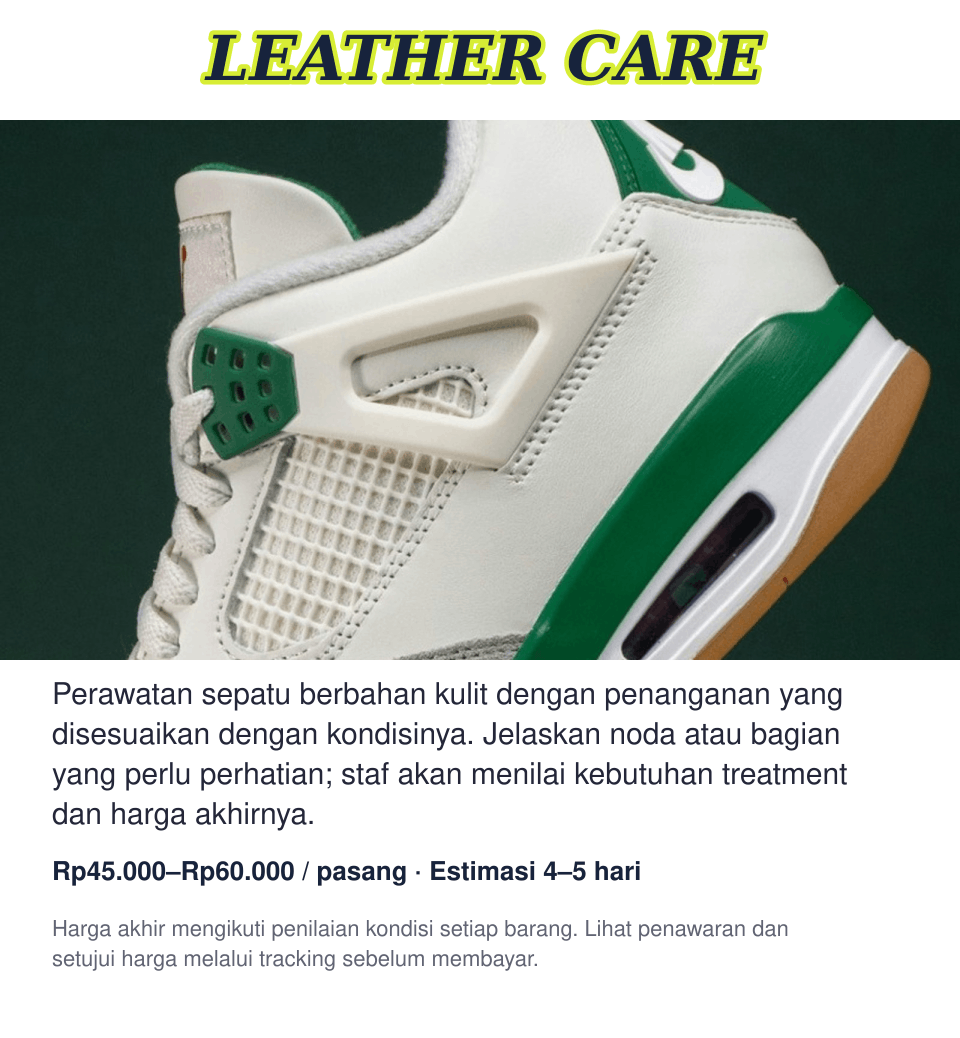 LEATHER CARE
Perawatan sepatu berbahan kulit dengan penanganan yang
disesuaikan dengan kondisinya. Jelaskan noda atau bagian
yang perlu perhatian; staf akan menilai kebutuhan treatment
dan harga akhirnya.
Rp45.000–Rp60.000 / pasang · Estimasi 4–5 hari
Harga akhir mengikuti penilaian kondisi setiap barang. Lihat penawaran dan
setujui harga melalui tracking sebelum membayar.